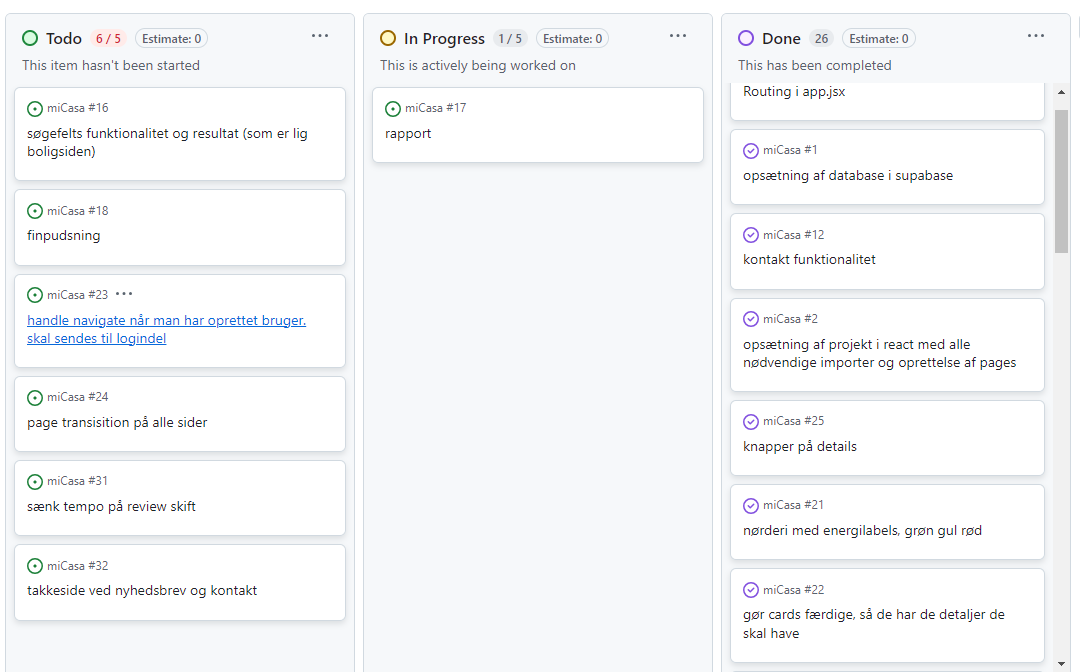 Todo 6 / 5 Estimate: 0 ...
This item hasn't been started
miCasa #16
søgefelts funktionalitet og resultat (som er lig
boligsiden)
miCasa #18
finpudsning
miCasa #23 ...
handle navigate når man har oprettet bruger.
skal sendes til logindel
miCasa #24
page transisition på alle sider
miCasa #31
sænk tempo på review skift
miCasa #32
takkeside ved nyhedsbrev og kontakt
In Progress 1 / 5 Estimate: 0 ...
This is actively being worked on
miCasa #17
rapport
Done 26 Estimate: 0 ...
This has been completed
Routing i app.jsx
miCasa #1
opsætning af database i supabase
miCasa #12
kontakt funktionalitet
miCasa #2
opsætning af projekt i react med alle
nødvendige importer og oprettelse af pages
miCasa #25
knapper på details
miCasa #21
nørderi med energilabels, grøn gul rød
miCasa #22
gør cards færdige, så de har de detaljer de
skal have